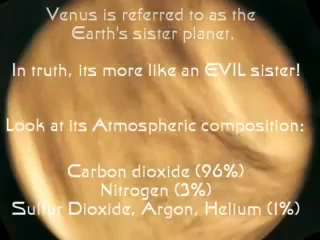 Venus is referred to as the
Earth's sister planet,
In truth, its more like an EVIL sister!
Look at its Atmospheric composition:
Carbon dioxide (96%)
Nitrogen (3%)
Sulfur Dioxide, Argon, Helium (1%)